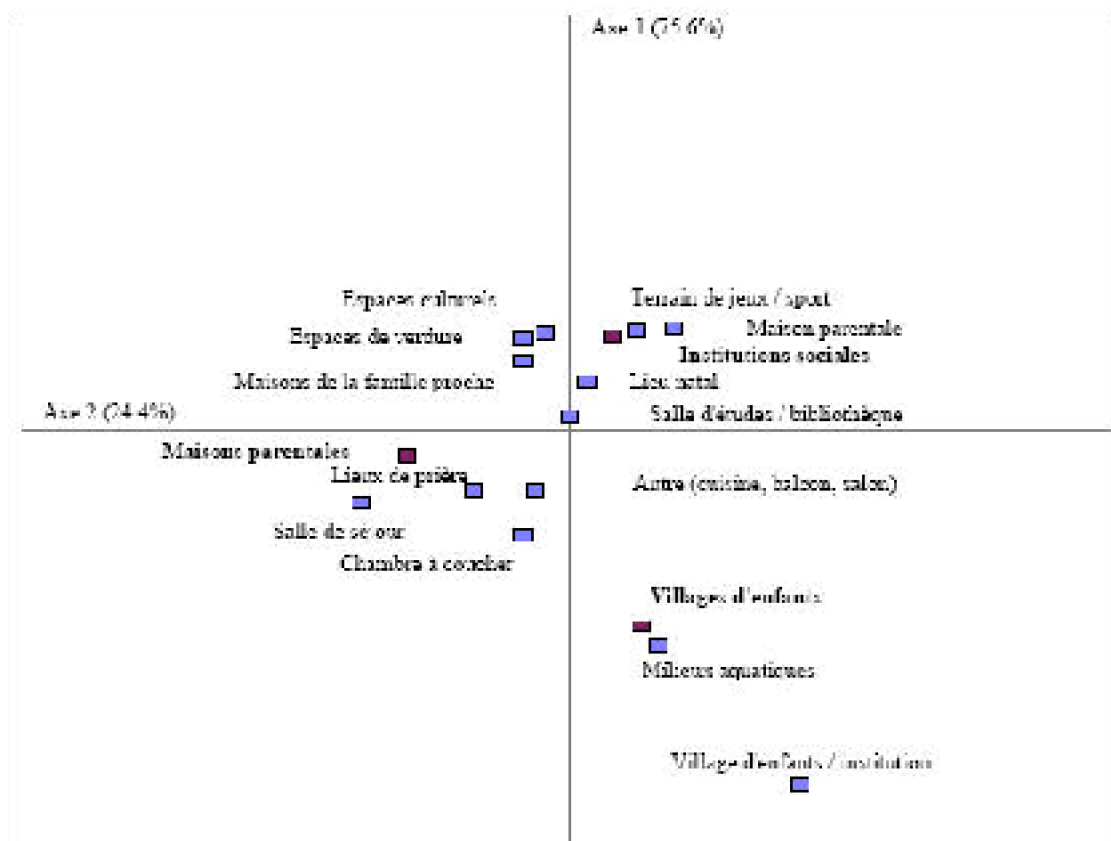 Axe 1 (75.6%)
Espaces culturels
Terrain de jeux / sport
Espaces de verdure
Maison parentale
Institutions sociales
Maisons de la famille proche
Lieu natal
Axe 2 (24.4%)
Salle d'études / bibliothèque
Maisons parentales
Lieux de prière
Autre (cuisine, balcon, salon)
Salle de séjour
Chambre à coucher
Villages d'enfants
Milieux aquatiques
Village d'enfants / institution